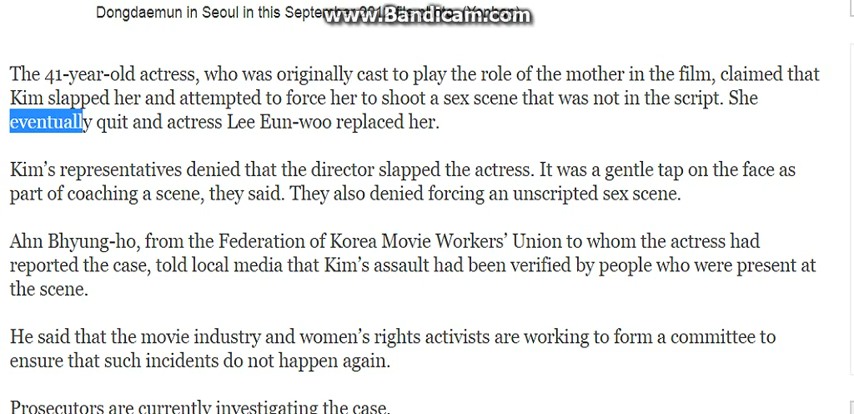 Dongdaemun in Seoul in this September
www.Bandicam.com
The 41-year-old actress, who was originally cast to play the role of the mother in the film, claimed that
Kim slapped her and attempted to force her to shoot a sex scene that was not in the script. She
eventually quit and actress Lee Eun-woo replaced her.
Kim’s representatives denied that the director slapped the actress. It was a gentle tap on the face as
part of coaching a scene, they said. They also denied forcing an unscripted sex scene.
Ahn Bhyung-ho, from the Federation of Korea Movie Workers’ Union to whom the actress had
reported the case, told local media that Kim’s assault had been verified by people who were present at
the scene.
He said that the movie industry and women’s rights activists are working to form a committee to
ensure that such incidents do not happen again.
Prosecutors are currently investigating the case.